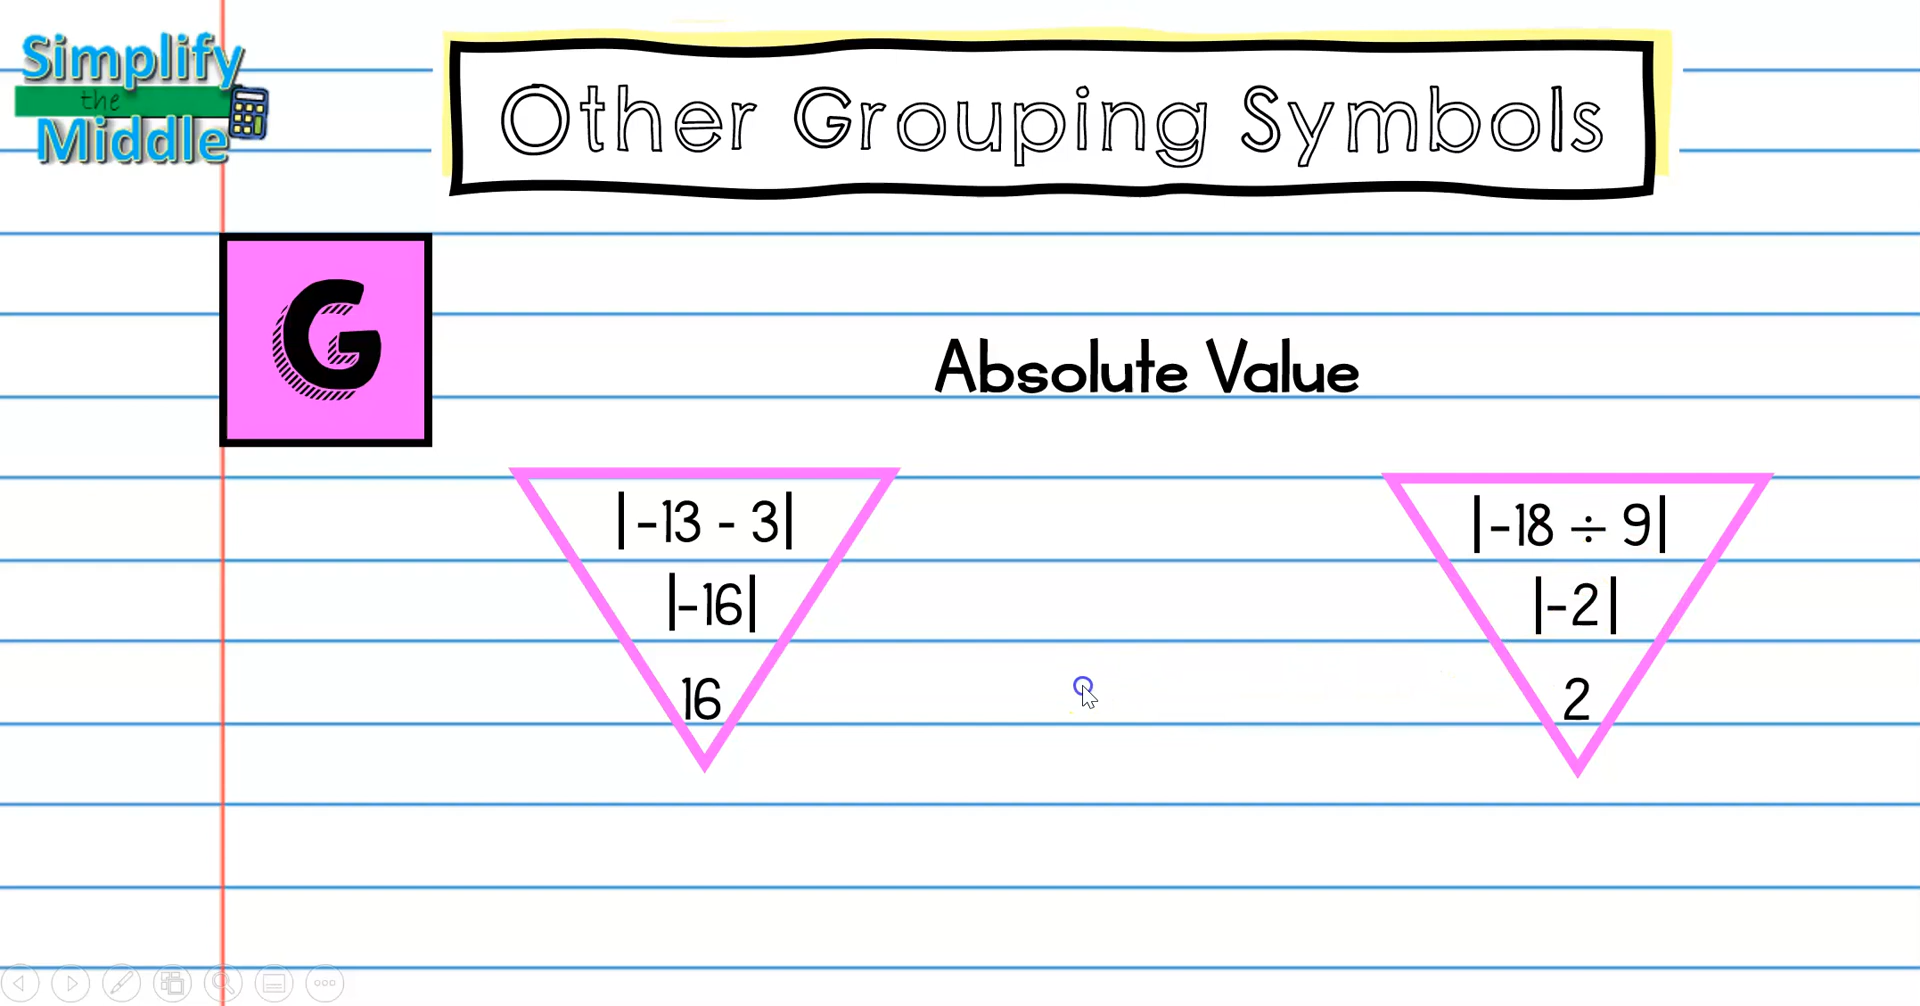 Simplify
the
Middle
Other Grouping Symbols
G
Absolute Value
|-13 - 3|
|-16|
16
|-18 ÷ 9|
|-2|
2